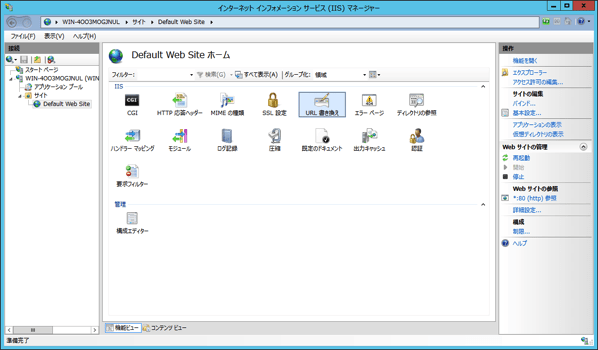 インターネット インフォメーション サービス (IIS) マネージャー
WIN-4OO3MOGJNUL ▸ サイト ▸ Default Web Site ▸
ファイル(F) 表示(V) ヘルプ(H)
接続
スタート ページ
WIN-4OO3MOGJNUL (WIN
アプリケーション プール
サイト
Default Web Site
Default Web Site ホーム
フィルター: 検索(G) すべて表示(A) グループ化: 領域
IIS
CGI HTTP 応答ヘッダー MIME の種類 SSL 設定 URL 書き換え エラー ページ ディレクトリの参照
ハンドラー マッピング モジュール ログ記録 圧縮 既定のドキュメント 出力キャッシュ 認証
要求フィルター
管理
構成エディター
機能ビュー コンテンツ ビュー
操作
機能を開く
エクスプローラー
アクセス許可の編集...
サイトの編集
バインド...
基本設定...
アプリケーションの表示
仮想ディレクトリの表示
Web サイトの管理
再起動
開始
停止
Web サイトの参照
*:80 (http) 参照
詳細設定...
構成
制限...
ヘルプ
準備完了